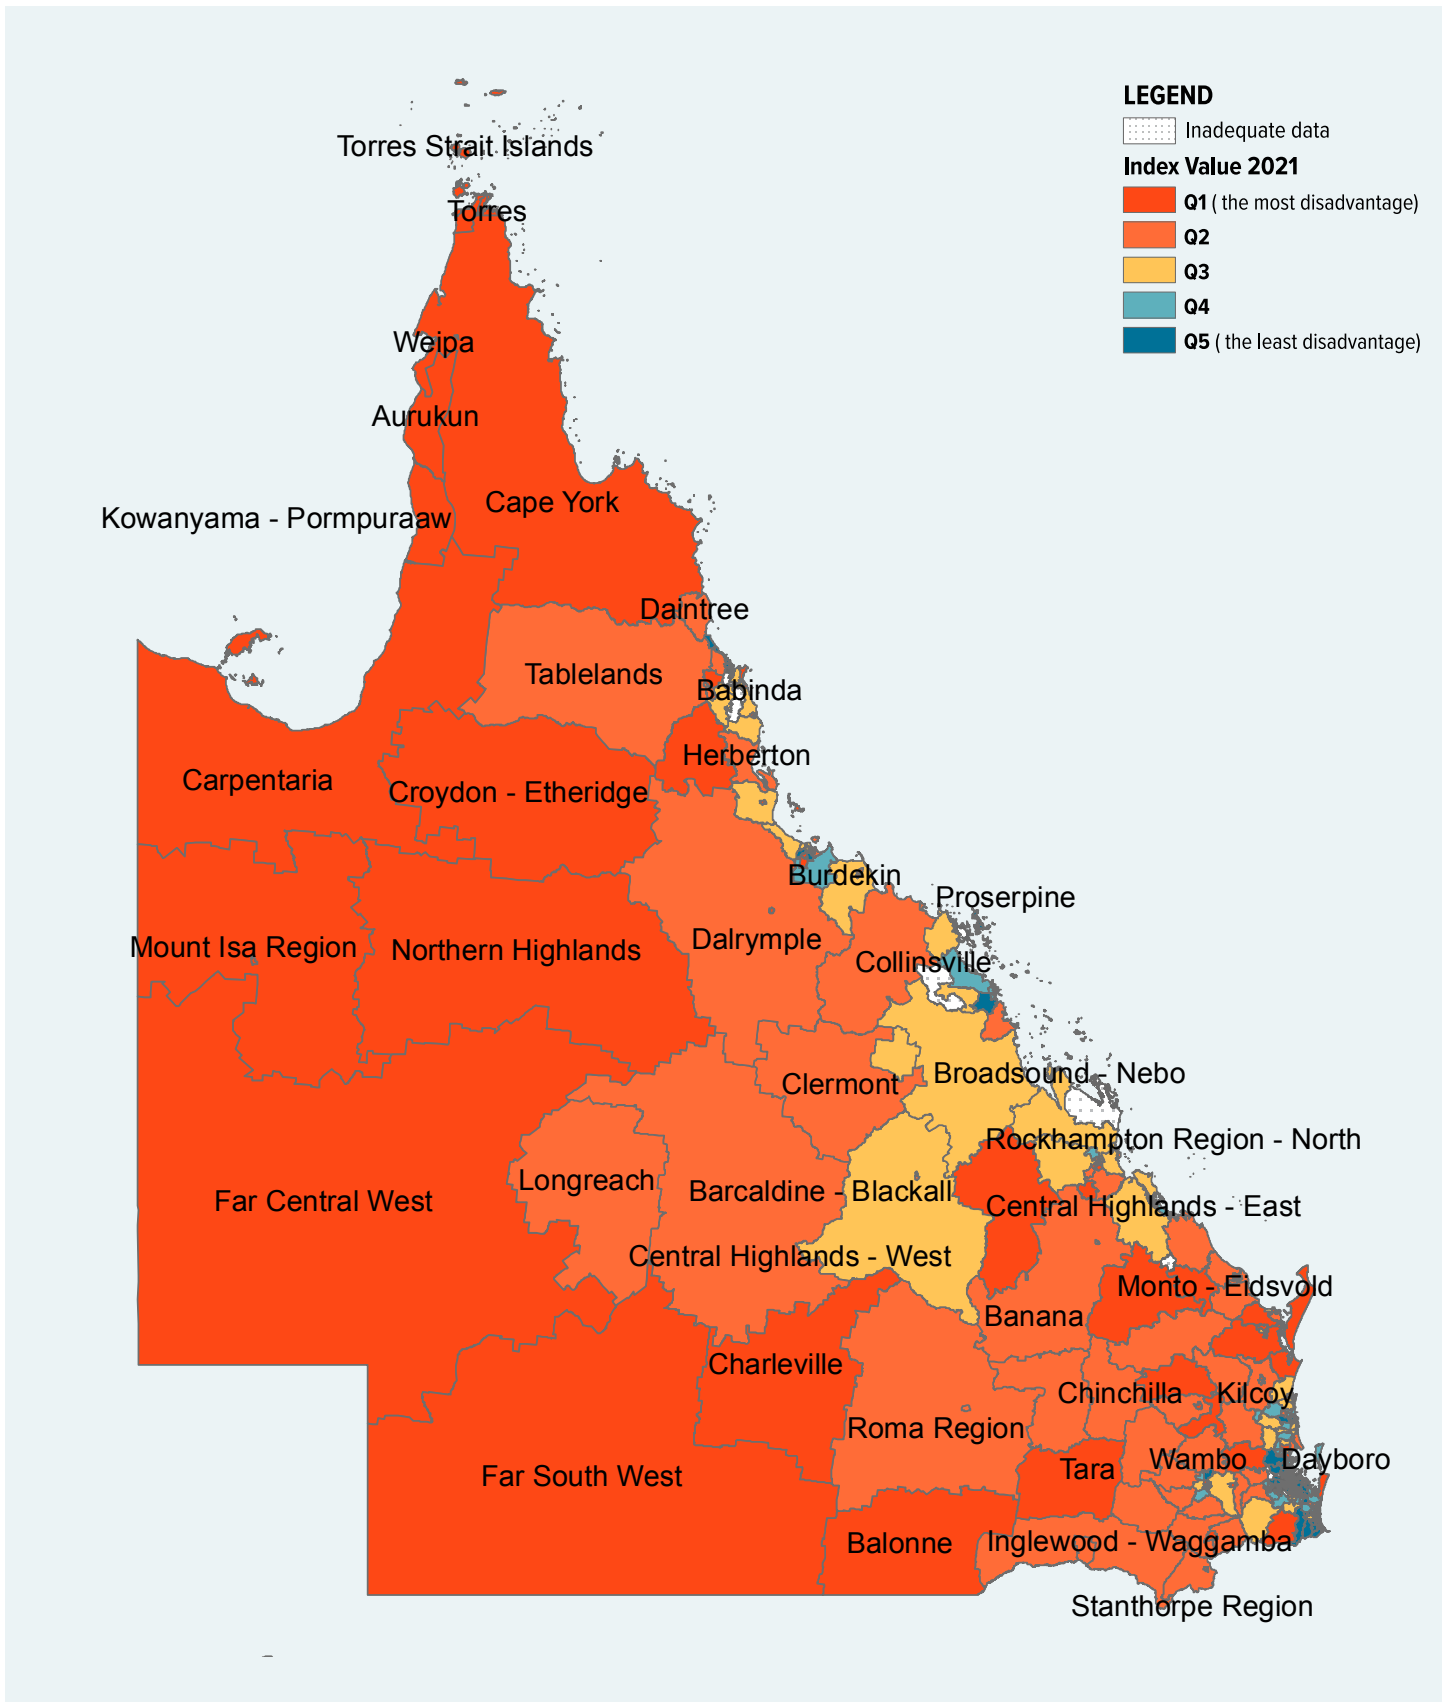 LEGEND
Inadequate data
Index Value 2021
Q1 ( the most disadvantage)
Q2
Q3
Q4
Q5 ( the least disadvantage)
Torres Strait Islands
Torres
Weipa
Aurukun
Cape York
Kowanyama - Pormpuraaw
Daintree
Tablelands
Babinda
Herberton
Carpentaria
Croydon - Etheridge
Burdekin
Proserpine
Dalrymple
Mount Isa Region
Northern Highlands
Collinsville
Broadsound - Nebo
Clermont
Rockhampton Region - North
Longreach
Barcaldine - Blackall
Far Central West
Central Highlands - East
Central Highlands - West
Monto - Eidsvold
Banana
Charleville
Chinchilla
Kilcoy
Roma Region
Wambo
Dayboro
Tara
Far South West
Balonne
Inglewood - Waggamba
Stanthorpe Region